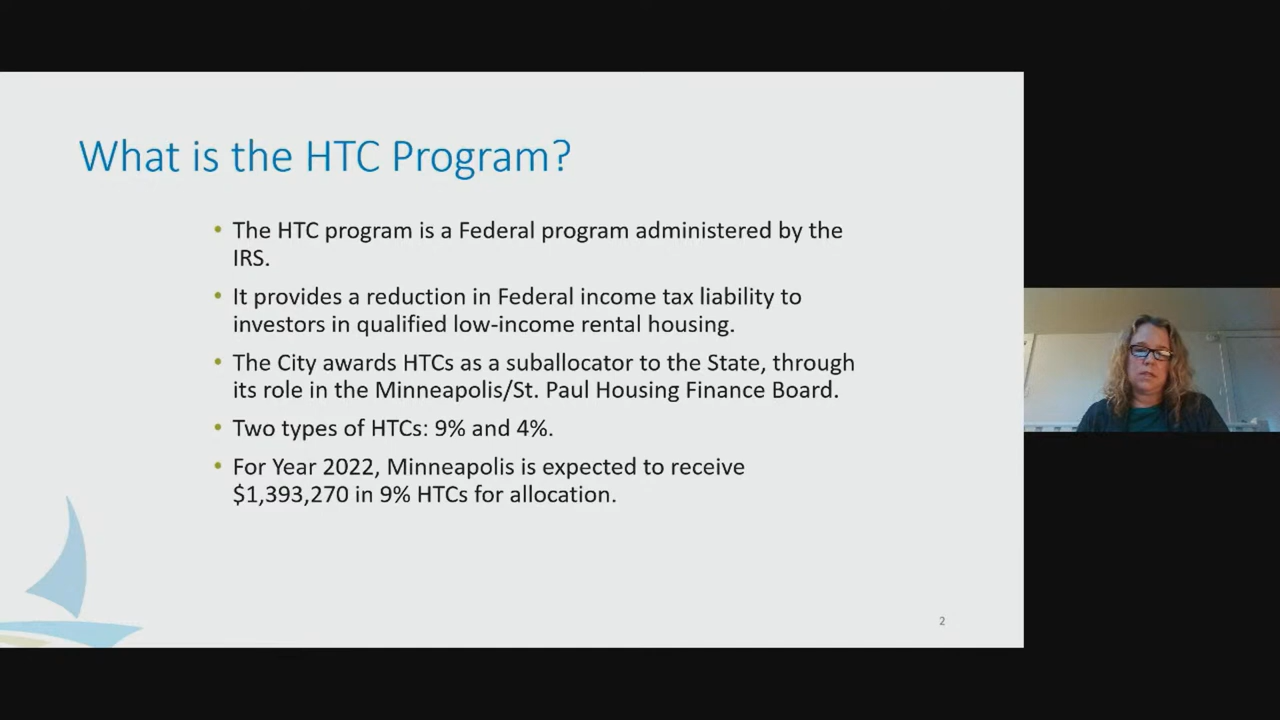 What is the HTC Program?
• The HTC program is a Federal program administered by the
IRS.
• It provides a reduction in Federal income tax liability to
investors in qualified low-income rental housing.
• The City awards HTCs as a suballocator to the State, through
its role in the Minneapolis/St. Paul Housing Finance Board.
• Two types of HTCs: 9% and 4%.
• For Year 2022, Minneapolis is expected to receive
$1,393,270 in 9% HTCs for allocation.
2